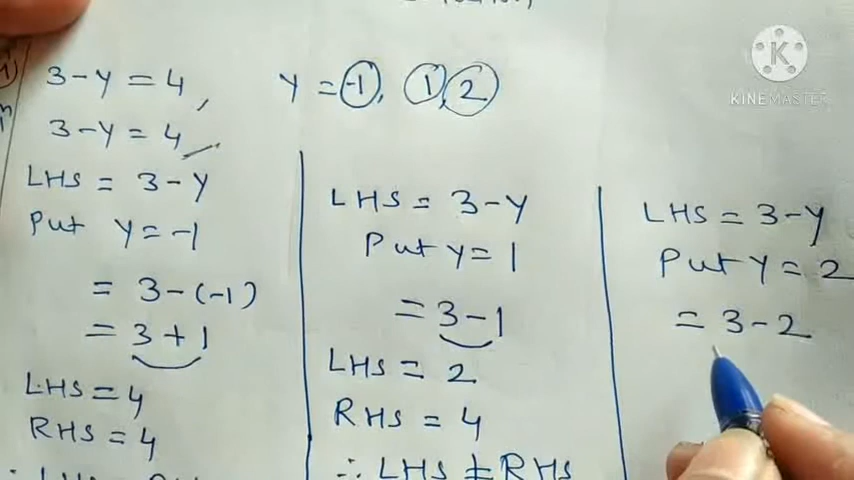 3-y=4, y = -1, 1, 2
3-y=4
LHS = 3-y
Put y=-1
= 3-(-1)
= 3+1
LHS=4
RHS=4
LHS = 3-y
Put y=1
= 3-1
LHS = 2
RHS = 4
∴ LHS ≠ RHS
LHS = 3-y
Put y=2
= 3-2
KINEMASTER